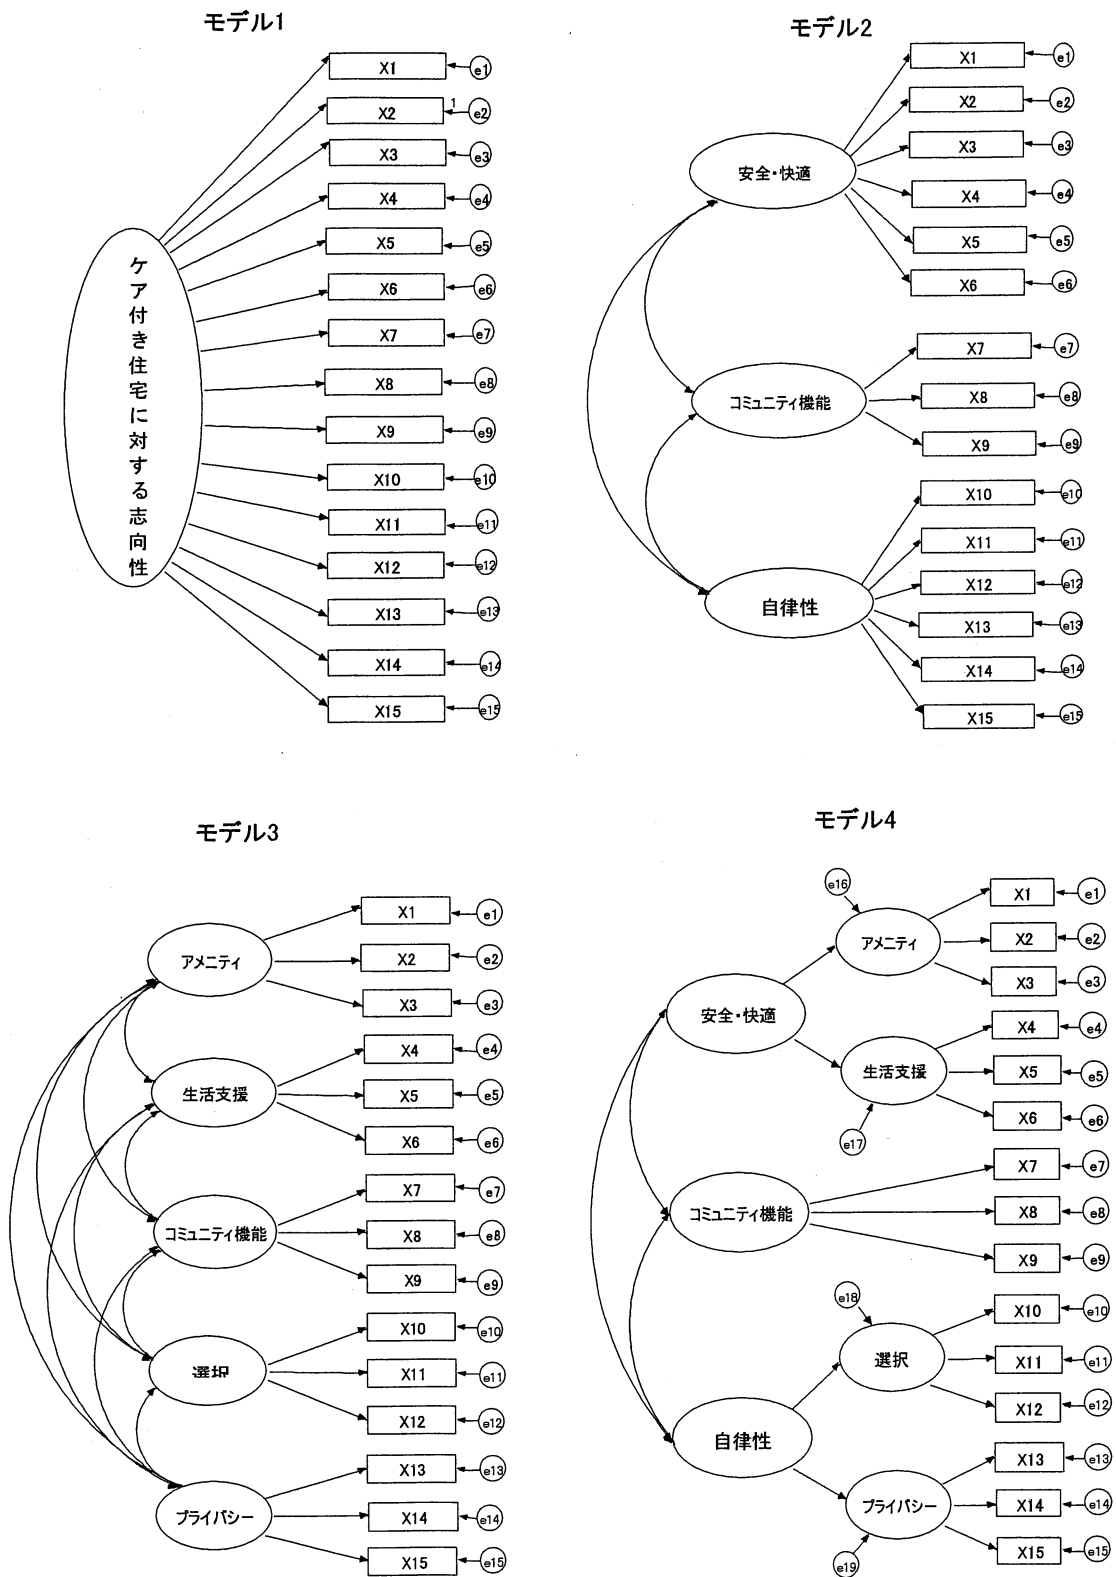 モデル1
ケア付き住宅に対する志向性
X1 e1
X2 1 e2
X3 e3
X4 e4
X5 e5
X6 e6
X7 e7
X8 e8
X9 e9
X10 e10
X11 e11
X12 e12
X13 e13
X14 e14
X15 e15
モデル2
安全・快適
X1 e1
X2 e2
X3 e3
X4 e4
X5 e5
X6 e6
コミュニティ機能
X7 e7
X8 e8
X9 e9
自律性
X10 e10
X11 e11
X12 e12
X13 e13
X14 e14
X15 e15
モデル3
アメニティ
X1 e1
X2 e2
X3 e3
生活支援
X4 e4
X5 e5
X6 e6
コミュニティ機能
X7 e7
X8 e8
X9 e9
選択
X10 e10
X11 e11
X12 e12
プライバシー
X13 e13
X14 e14
X15 e15
モデル4
安全・快適
e16
アメニティ
X1 e1
X2 e2
X3 e3
生活支援
e17
X4 e4
X5 e5
X6 e6
コミュニティ機能
X7 e7
X8 e8
X9 e9
自律性
e18
選択
X10 e10
X11 e11
X12 e12
プライバシー
e19
X13 e13
X14 e14
X15 e15